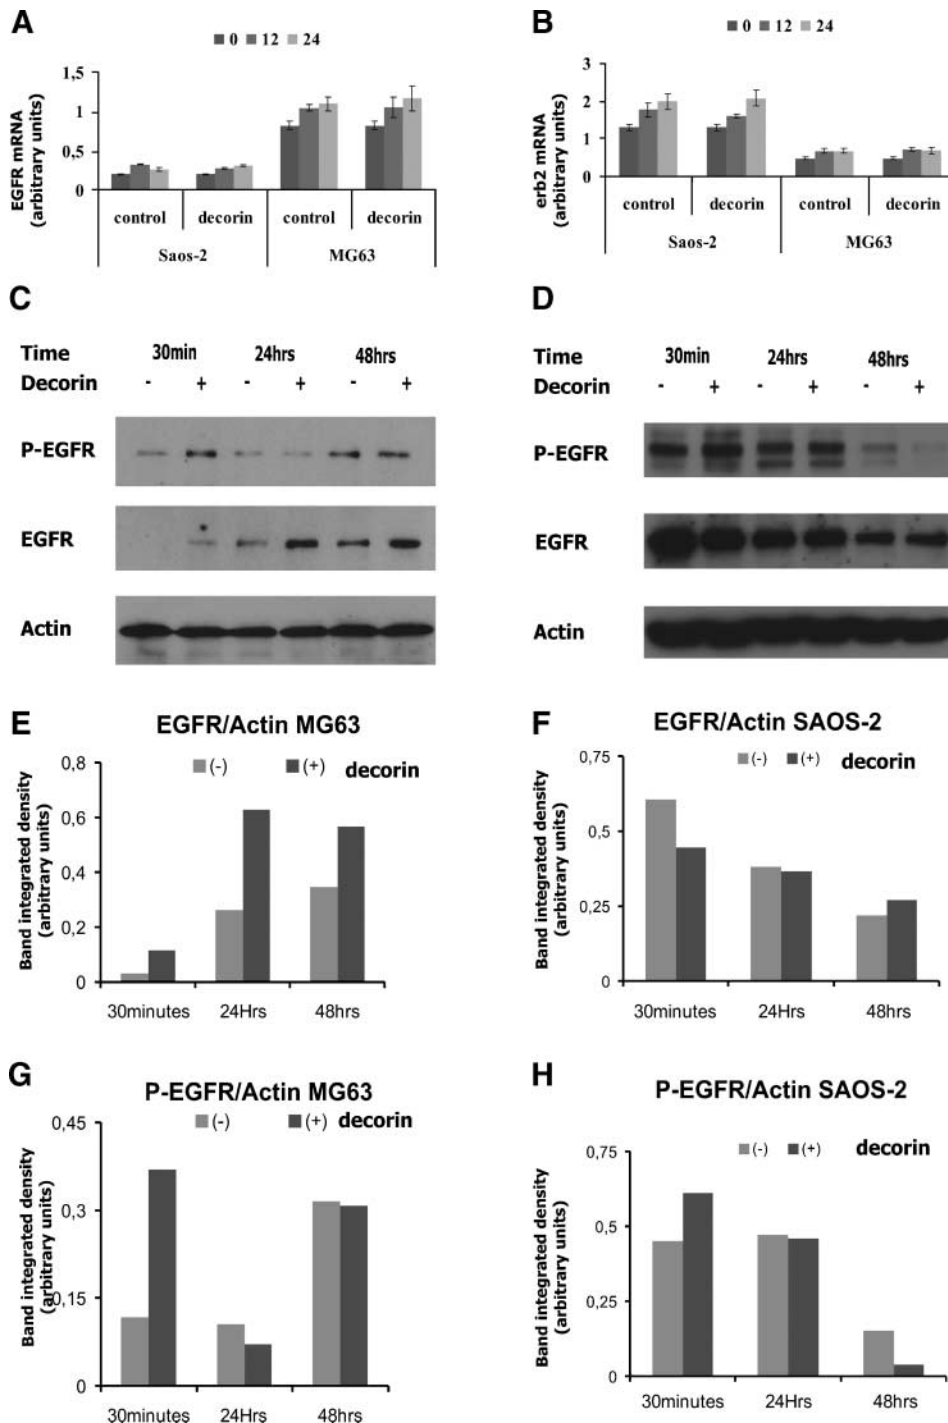 A
0 12 24
1,5
1
0,5
0
EGFR mRNA
(arbitrary units)
control decorin control decorin
Saos-2 MG63
B
0 12 24
3
2
1
0
erb2 mRNA
(arbitrary units)
control decorin control decorin
Saos-2 MG63
C
Time 30min 24hrs 48hrs
Decorin - + - + - +
P-EGFR
EGFR
Actin
D
Time 30min 24hrs 48hrs
Decorin - + - + - +
P-EGFR
EGFR
Actin
E
EGFR/Actin MG63
(-) (+) decorin
0,8
0,6
0,4
0,2
0
Band integrated density
(arbitrary units)
30minutes 24Hrs 48hrs
F
EGFR/Actin SAOS-2
(-) (+) decorin
0,75
0,5
0,25
0
Band integrated density
(arbitrary units)
30minutes 24Hrs 48hrs
G
P-EGFR/Actin MG63
(-) (+) decorin
0,45
0,3
0,15
0
Band integrated density
(arbitrary units)
30minutes 24Hrs 48hrs
H
P-EGFR/Actin SAOS-2
(-) (+) decorin
0,75
0,5
0,25
0
Band integrated density
(arbitrary units)
30minutes 24Hrs 48hrs